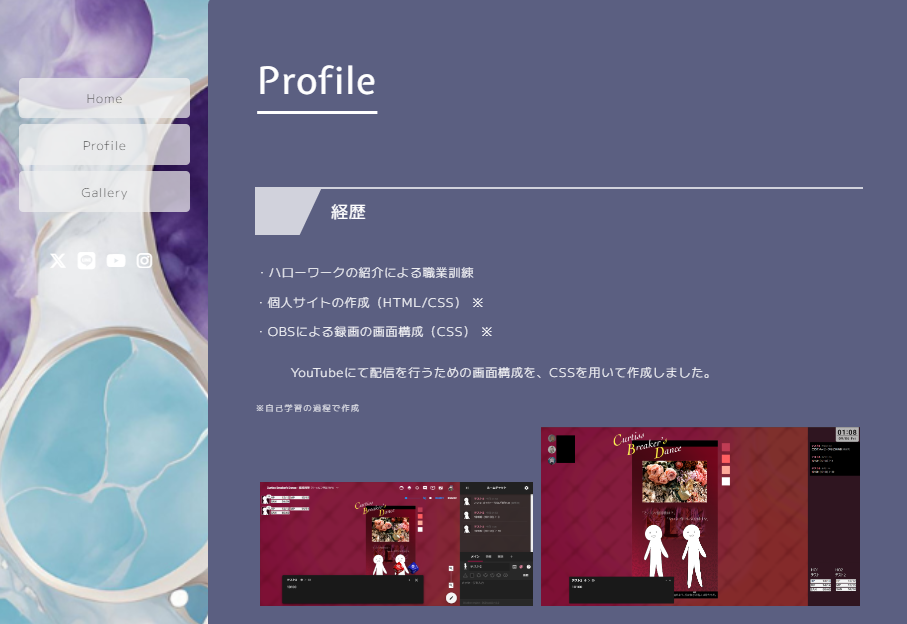 Home
Profile
Gallery
Profile
経歴
・ハローワークの紹介による職業訓練
・個人サイトの作成（HTML/CSS） ※
・OBSによる録画の画面構成（CSS） ※
YouTubeにて配信を行うための画面構成を、CSSを用いて作成しました。
※自己学習の過程で作成
Curtiss
Breaker's
Dance
01:08